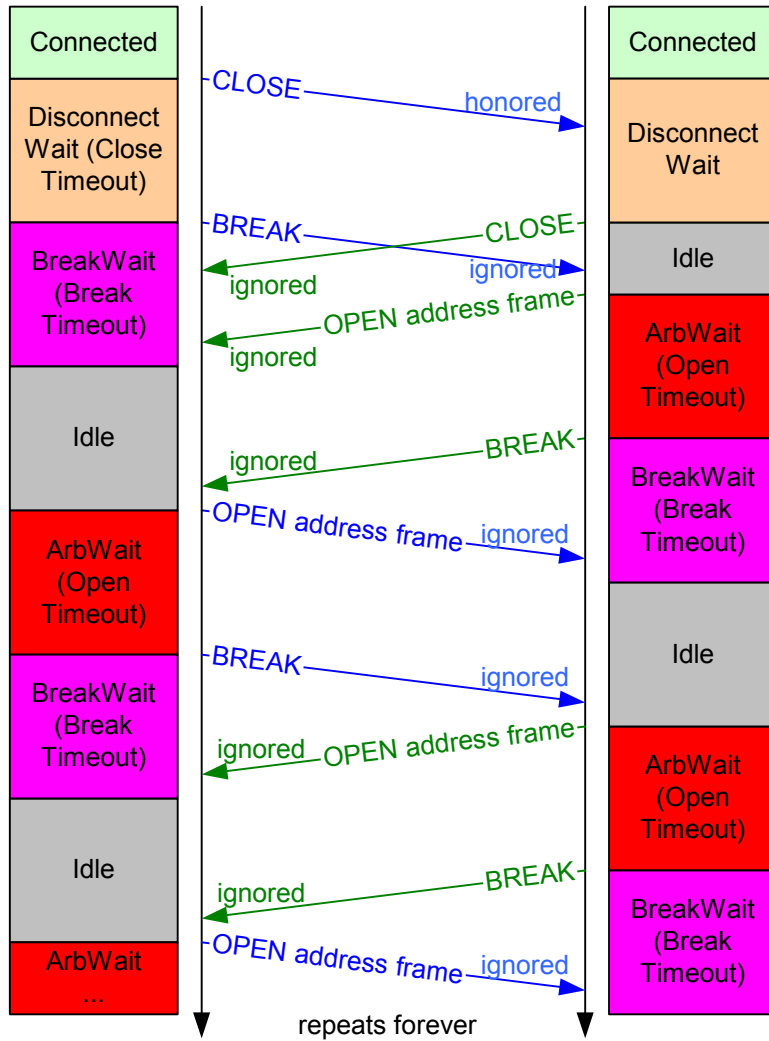 Connected
Disconnect
Wait (Close
Timeout)
BreakWait
(Break
Timeout)
Idle
ArbWait
(Open
Timeout)
BreakWait
(Break
Timeout)
Idle
ArbWait
...
CLOSE
honored
BREAK
CLOSE
ignored
ignored
OPEN address frame
ignored
BREAK
ignored
OPEN address frame
ignored
BREAK
ignored
OPEN address frame
ignored
BREAK
ignored
OPEN address frame
ignored
repeats forever
Connected
Disconnect
Wait
Idle
ArbWait
(Open
Timeout)
BreakWait
(Break
Timeout)
Idle
ArbWait
(Open
Timeout)
BreakWait
(Break
Timeout)